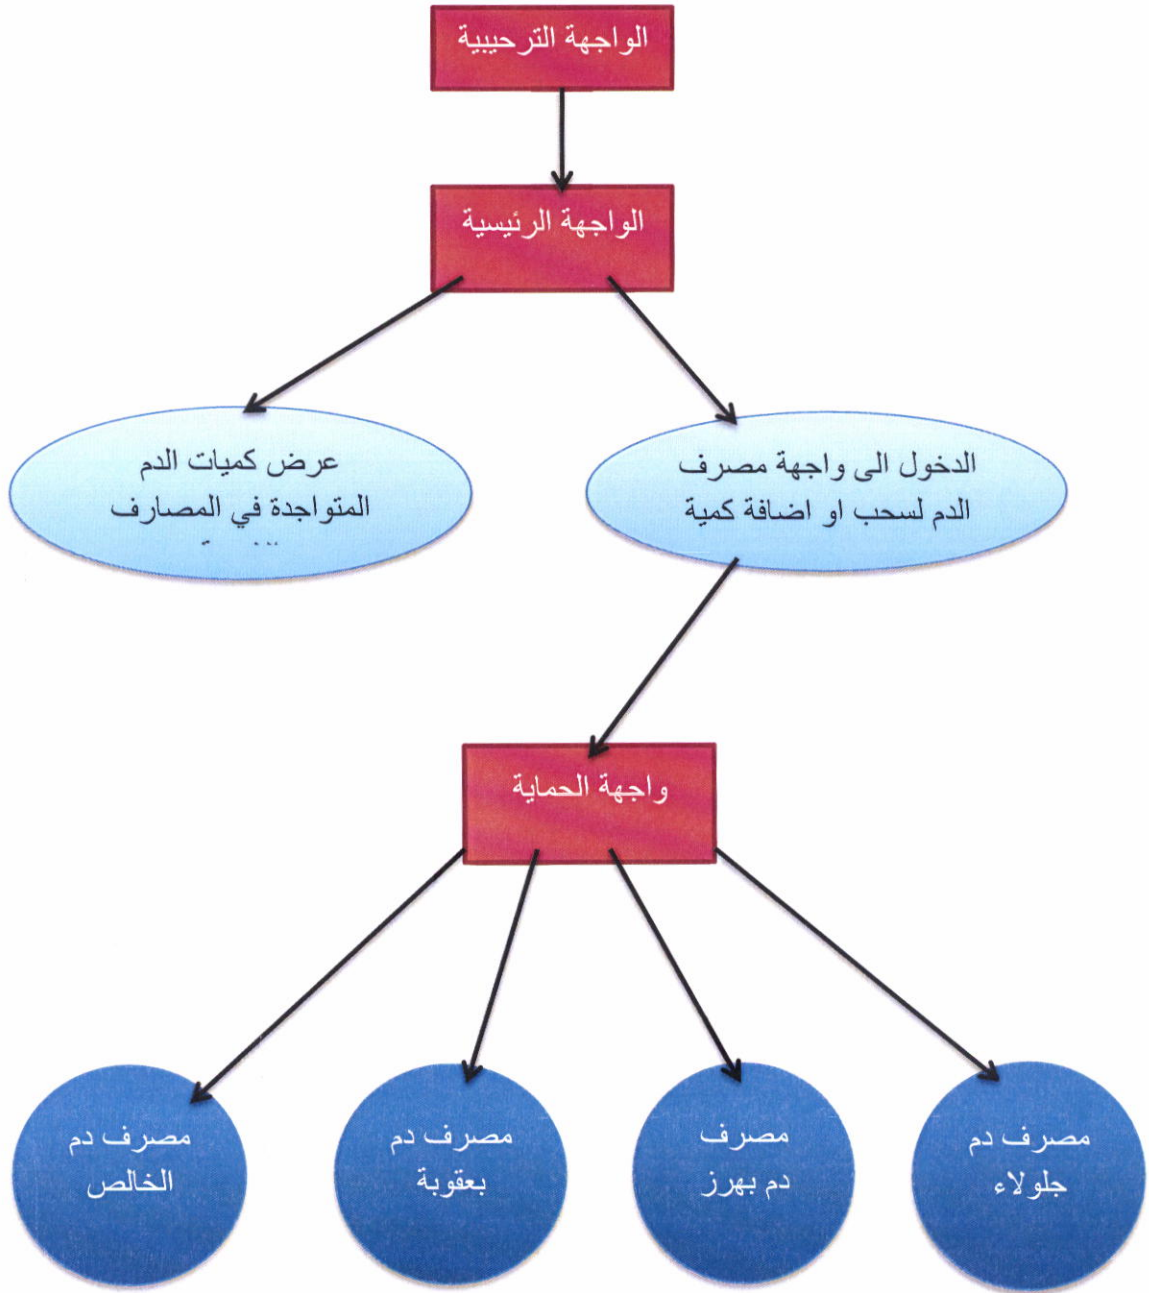 الواجهة الترحيبية
الواجهة الرئيسية
الدخول الى واجهة مصرف
الدم لسحب او اضافة كمية
عرض كميات الدم
المتواجدة في المصارف
واجهة الحماية
مصرف دم
جلولاء
مصرف
دم بهرز
مصرف دم
بعقوبة
مصرف دم
الخالص